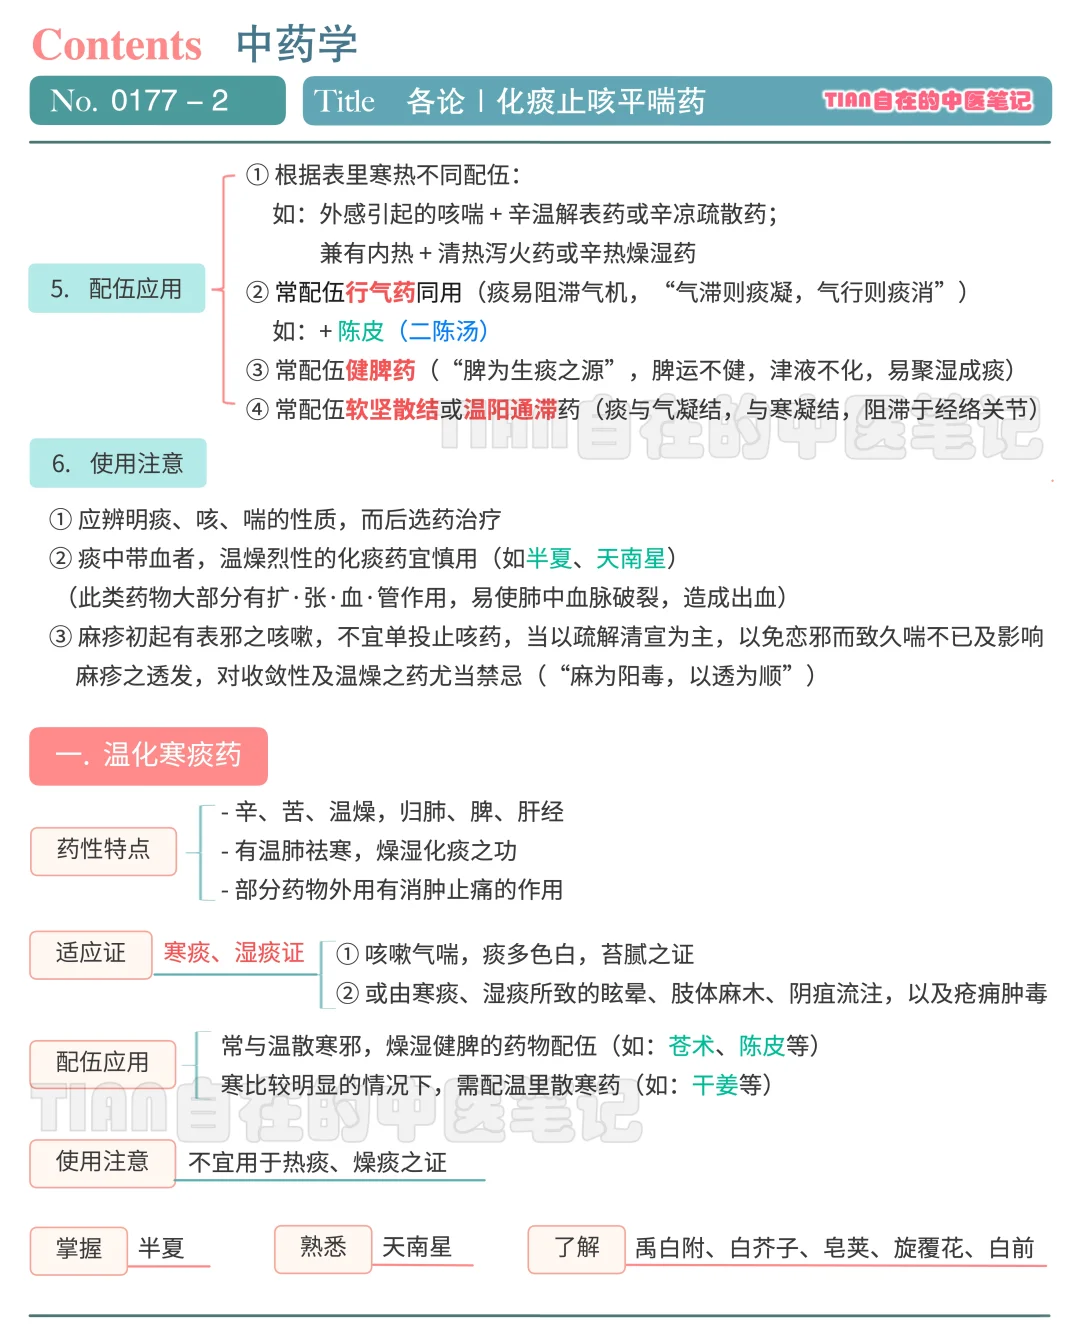 Contents 中药学
No. 0177 – 2
Title 各论 | 化痰止咳平喘药
TIAN自在的中医笔记
5. 配伍应用
① 根据表里寒热不同配伍：
如：外感引起的咳喘 + 辛温解表药或辛凉疏散药；
兼有内热 + 清热泻火药或辛热燥湿药
② 常配伍行气药同用（痰易阻滞气机，“气滞则痰凝，气行则痰消”）
如：+ 陈皮（二陈汤）
③ 常配伍健脾药（“脾为生痰之源”，脾运不健，津液不化，易聚湿成痰）
④ 常配伍软坚散结或温阳通滞药（痰与气凝结，与寒凝结，阻滞于经络关节）
TIAN自在的中医笔记
6. 使用注意
① 应辨明痰、咳、喘的性质，而后选药治疗
② 痰中带血者，温燥烈性的化痰药宜慎用（如半夏、天南星）
（此类药物大部分有扩·张·血·管作用，易使肺中血脉破裂，造成出血）
③ 麻疹初起有表邪之咳嗽，不宜单投止咳药，当以疏解清宣为主，以免恋邪而致久喘不已及影响
麻疹之透发，对收敛性及温燥之药尤当禁忌（“麻为阳毒，以透为顺”）
一. 温化寒痰药
药性特点
- 辛、苦、温燥，归肺、脾、肝经
- 有温肺祛寒，燥湿化痰之功
- 部分药物外用有消肿止痛的作用
适应证 寒痰、湿痰证
① 咳嗽气喘，痰多色白，苔腻之证
② 或由寒痰、湿痰所致的眩晕、肢体麻木、阴疽流注，以及疮痈肿毒
配伍应用
常与温散寒邪，燥湿健脾的药物配伍（如：苍术、陈皮等）
寒比较明显的情况下，需配温里散寒药（如：干姜等）
TIAN自在的中医笔记
使用注意 不宜用于热痰、燥痰之证
掌握 半夏 熟悉 天南星 了解 禹白附、白芥子、皂荚、旋覆花、白前